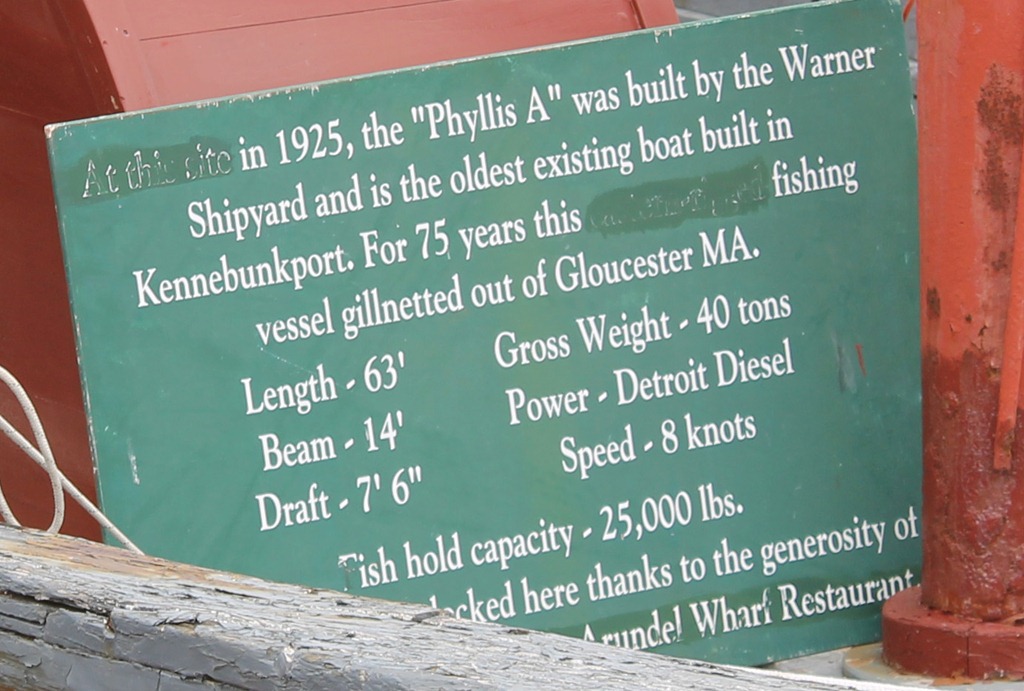 At this site in 1925, the "Phyllis A" was built by the Warner
Shipyard and is the oldest existing boat built in
Kennebunkport. For 75 years this fishing
vessel gillnetted out of Gloucester MA.
Length - 63'
Beam - 14'
Draft - 7' 6"
Gross Weight - 40 tons
Power - Detroit Diesel
Speed - 8 knots
Fish hold capacity - 25,000 lbs.
ocked here thanks to the generosity of
Arundel Wharf Restaurant